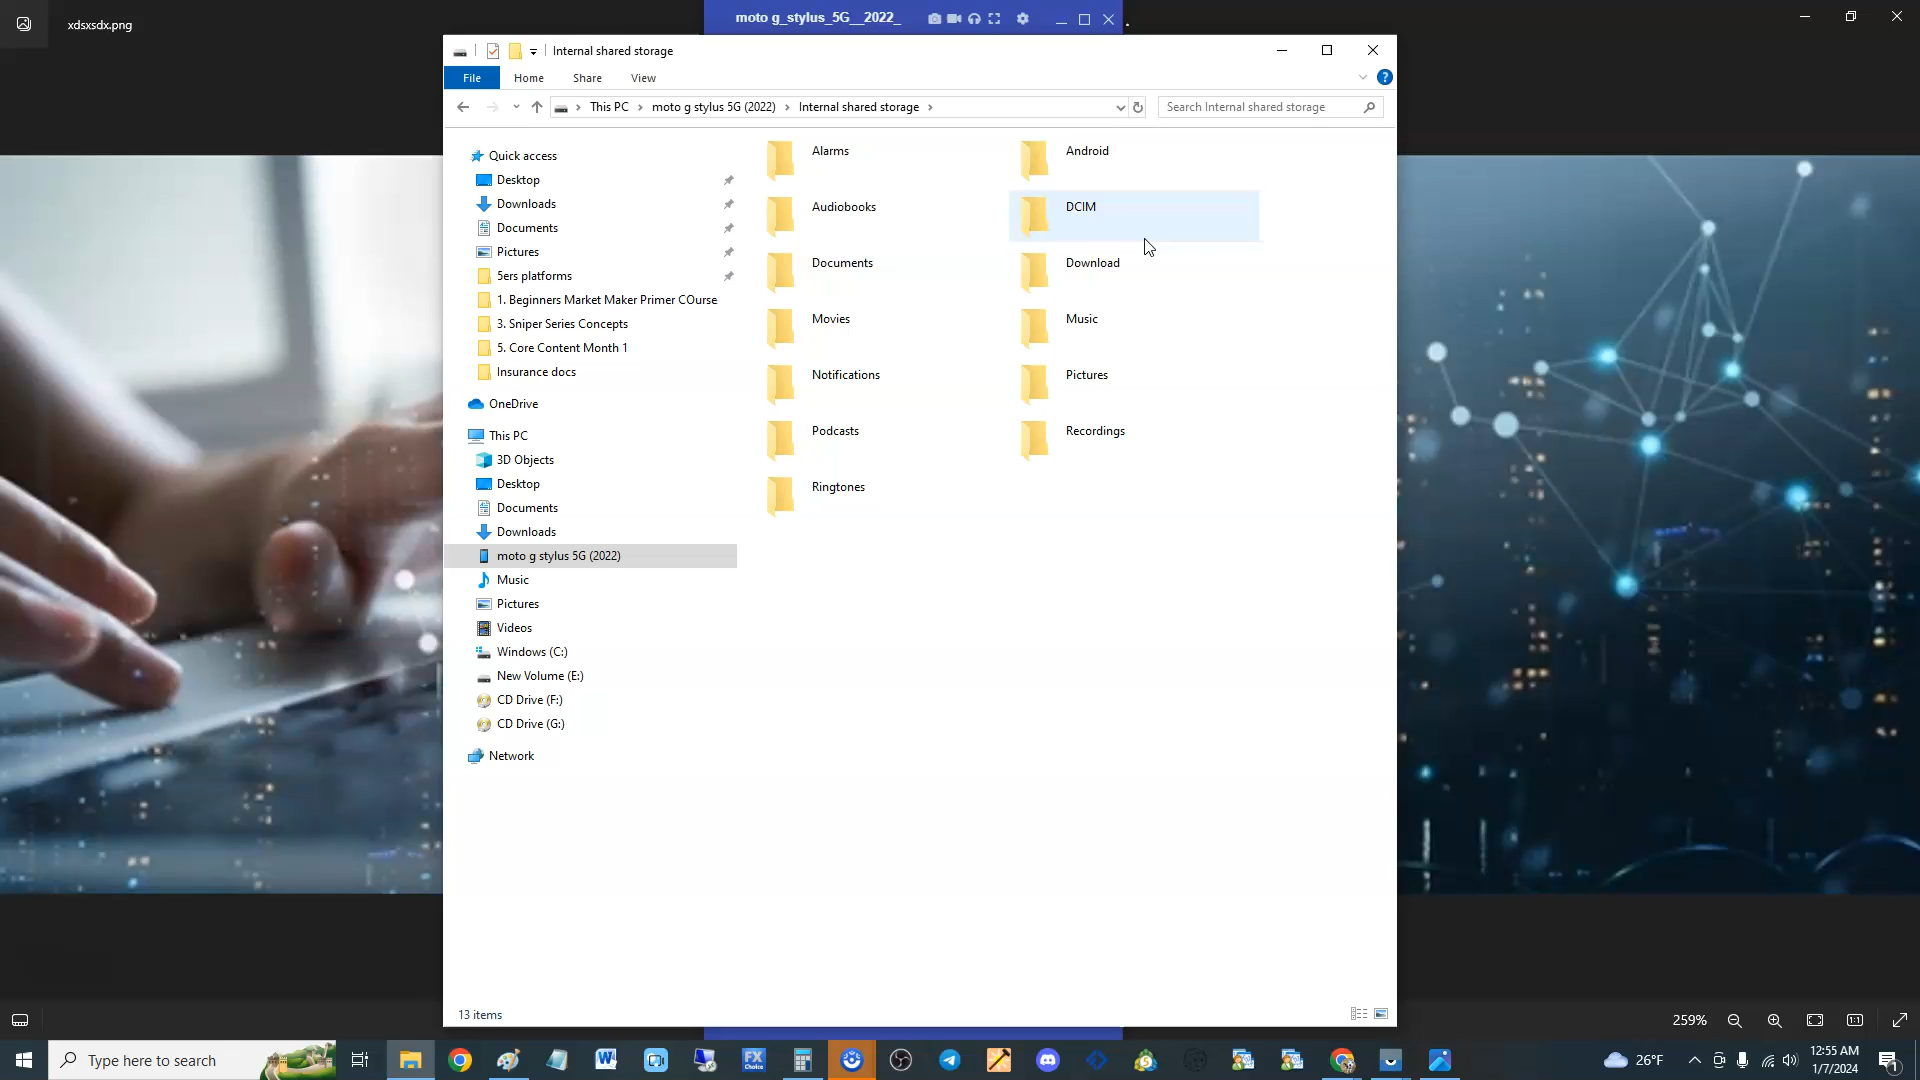 xdsxsdx.png
moto g_stylus_5G__2022_
Internal shared storage
File
Home
Share
View
?
This PC
moto g stylus 5G (2022)
Internal shared storage
Search Internal shared storage
Quick access
Desktop
Downloads
Documents
Pictures
5ers platforms
1. Beginners Market Maker Primer COurse
3. Sniper Series Concepts
5. Core Content Month 1
Insurance docs
OneDrive
This PC
3D Objects
Desktop
Documents
Downloads
moto g stylus 5G (2022)
Music
Pictures
Videos
Windows (C:)
New Volume (E:)
CD Drive (F:)
CD Drive (G:)
Network
Alarms
Android
Audiobooks
DCIM
Documents
Download
Movies
Music
Notifications
Pictures
Podcasts
Recordings
Ringtones
13 items
259%
Type here to search
FX
Choice
26°F
12:55 AM
1/7/2024
1